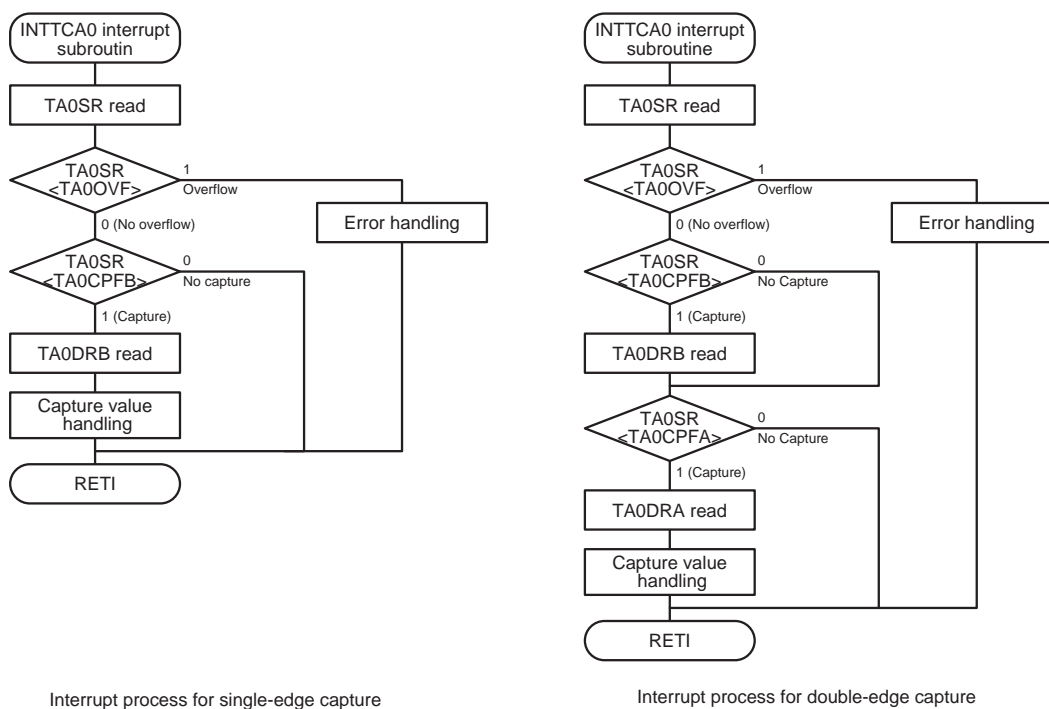 INTTCA0 interrupt
subroutin
TA0SR read
TA0SR
<TA0OVF>
1
Overflow
0 (No overflow)
Error handling
TA0SR
<TA0CPFB>
0
No capture
1 (Capture)
TA0DRB read
Capture value
handling
RETI
Interrupt process for single-edge capture
INTTCA0 interrupt
subroutine
TA0SR read
TA0SR
<TA0OVF>
1
Overflow
0 (No overflow)
Error handling
TA0SR
<TA0CPFB>
0
No Capture
1 (Capture)
TA0DRB read
TA0SR
<TA0CPFA>
0
No Capture
1 (Capture)
TA0DRA read
Capture value
handling
RETI
Interrupt process for double-edge capture